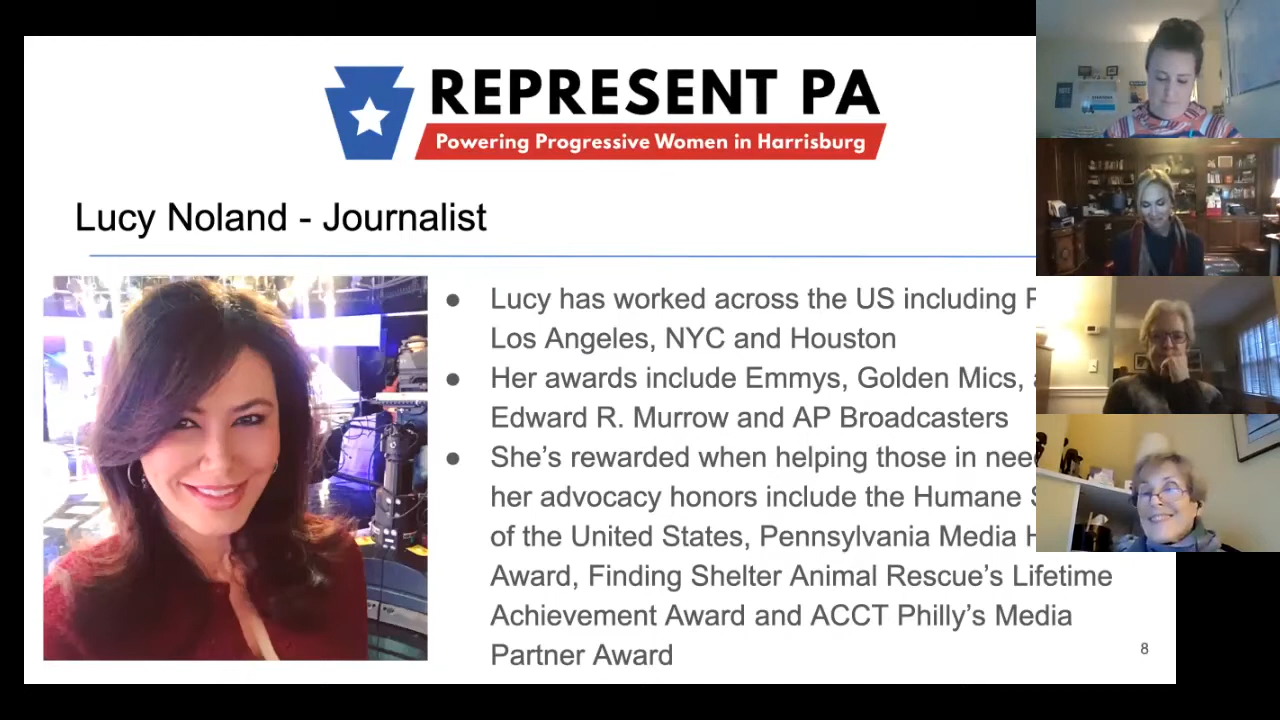 REPRESENT PA
Powering Progressive Women in Harrisburg
Lucy Noland - Journalist
● Lucy has worked across the US including
Los Angeles, NYC and Houston
● Her awards include Emmys, Golden Mics,
Edward R. Murrow and AP Broadcasters
● She's rewarded when helping those in
her advocacy honors include the Humane
of the United States, Pennsylvania Media
Award, Finding Shelter Animal Rescue's Lifetime
Achievement Award and ACCT Philly's Media
Partner Award
8